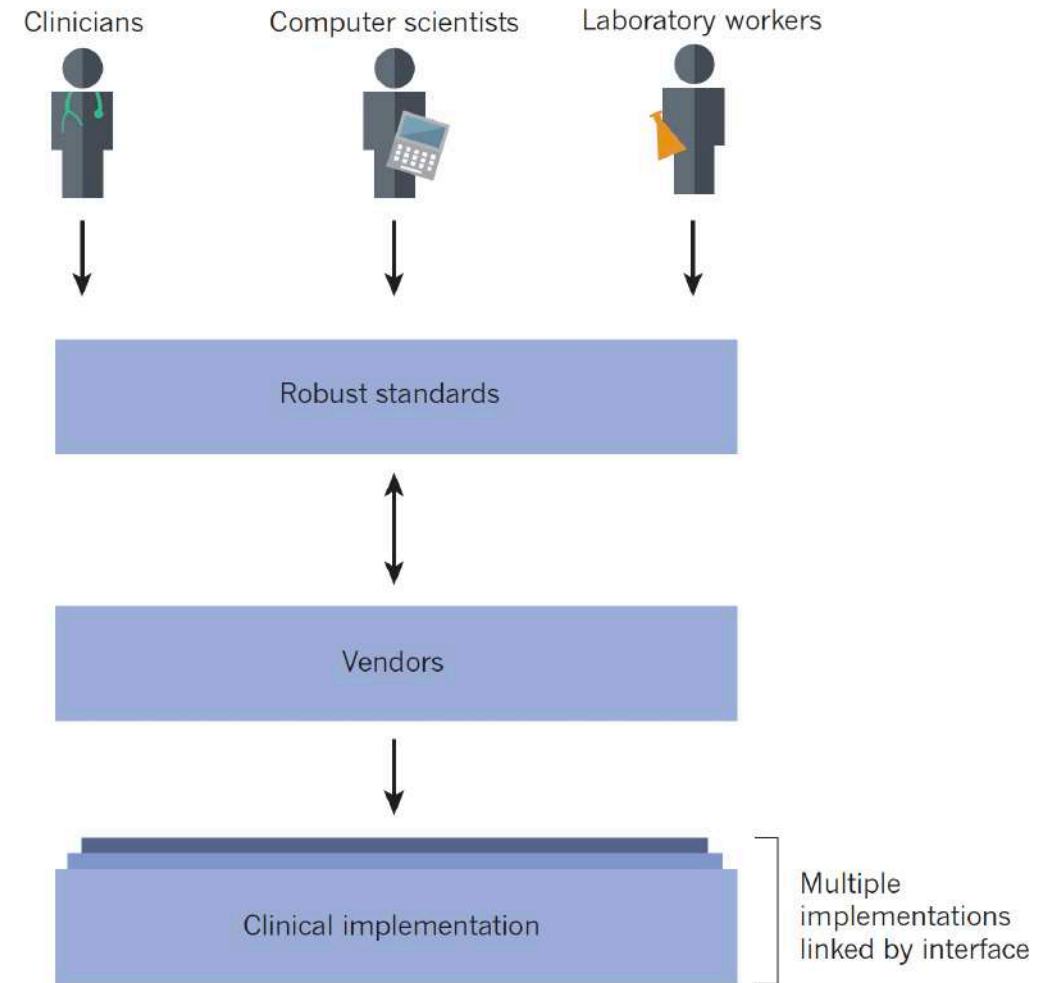 Clinicians
Computer scientists
Laboratory workers
Robust standards
Vendors
Clinical implementation
Multiple
implementations
linked by interface